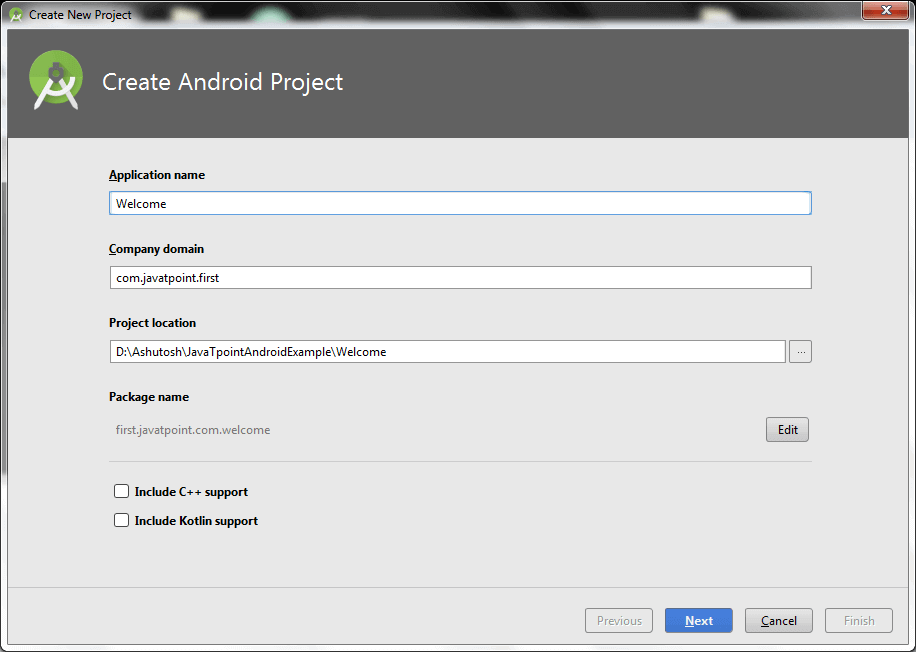 Create New Project
Create Android Project
Application name
Welcome
Company domain
com.javatpoint.first
Project location
D:\Ashutosh\JavaTpointAndroidExample\Welcome
...
Package name
first.javatpoint.com.welcome
Edit
Include C++ support
Include Kotlin support
Previous Next Cancel Finish